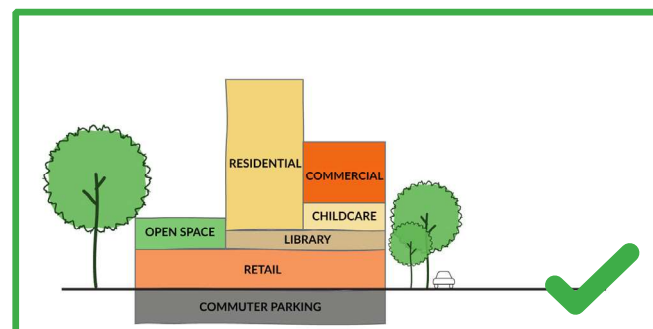 RESIDENTIAL
COMMERCIAL
CHILDCARE
OPEN SPACE
LIBRARY
RETAIL
COMMUTER PARKING